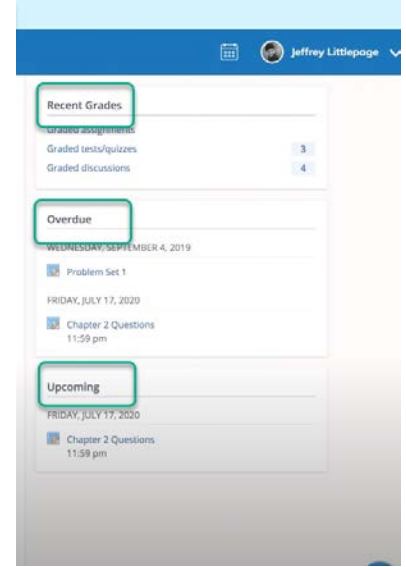 Jeffrey Littlepage
Recent Grades
Graded assignments
Graded tests/quizzes 3
Graded discussions 4
Overdue
WEDNESDAY, SEPTEMBER 4, 2019
Problem Set 1
FRIDAY, JULY 17, 2020
Chapter 2 Questions
11:59 pm
Upcoming
FRIDAY, JULY 17, 2020
Chapter 2 Questions
11:59 pm